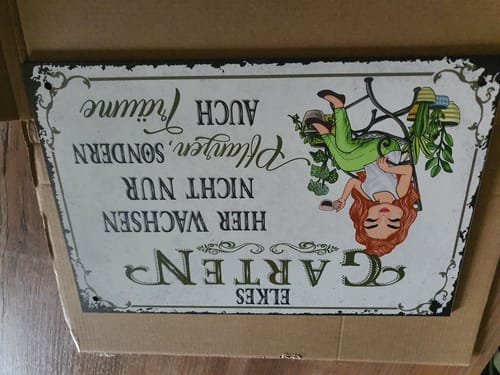 ELKES
GARTEN
HIER WACHSEN
NICHT NUR
Pflanzen, SONDERN
AUCH Träume